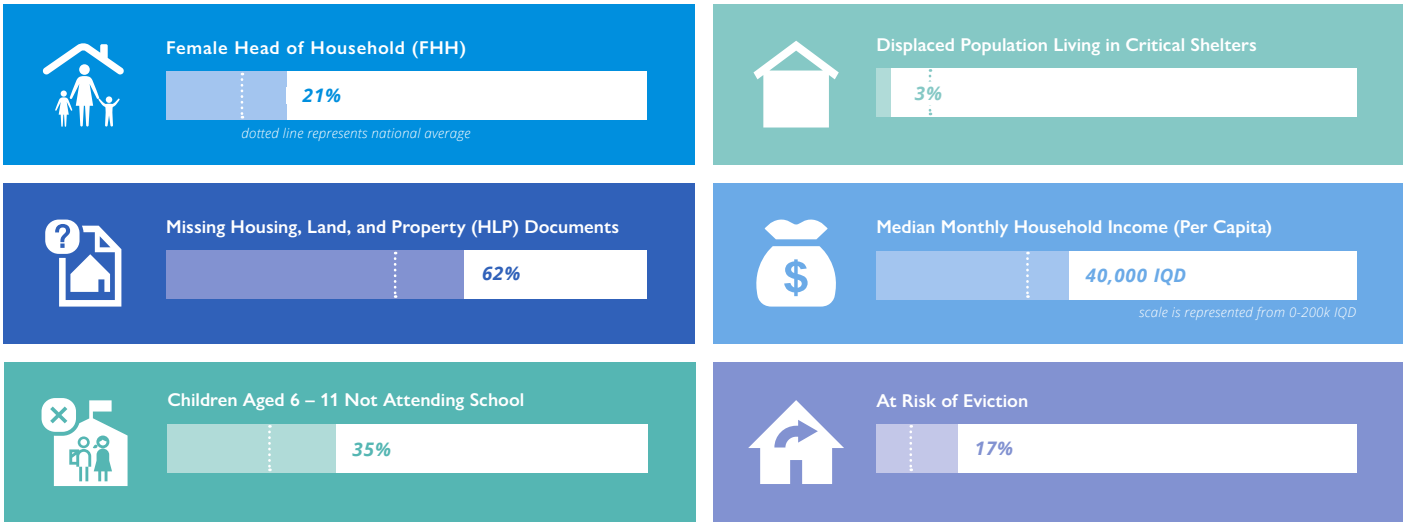 Female Head of Household (FHH)
21%
dotted line represents national average
Displaced Population Living in Critical Shelters
3%
?
Missing Housing, Land, and Property (HLP) Documents
62%
$
Median Monthly Household Income (Per Capita)
40,000 IQD
scale is represented from 0-200k IQD
Children Aged 6 – 11 Not Attending School
35%
At Risk of Eviction
17%